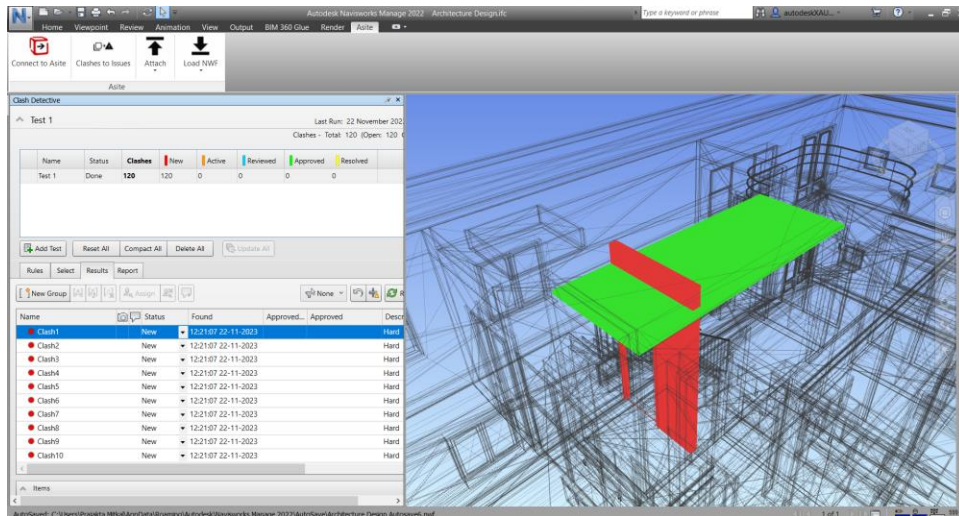 Autodesk Navisworks Manage 2022 Architecture Design.ifc
Type a keyword or phrase
autodeskXAU...
Home Viewpoint Review Animation View Output BIM 360 Glue Render Asite
Connect to Asite Clashes to Issues Attach Load NWF
Asite
Clash Detective
Test 1
Last Run: 22 November 202
Clashes - Total: 120 (Open: 120
Name Status Clashes New Active Reviewed Approved Resolved
Test 1 Done 120 120 0 0 0 0
Add Test Reset All Compact All Delete All Update All
Rules Select Results Report
New Group Assign None R
Name Status Found Approved... Approved Descr
Clash1 New 12:21:07 22-11-2023 Hard
Clash2 New 12:21:07 22-11-2023 Hard
Clash3 New 12:21:07 22-11-2023 Hard
Clash4 New 12:21:07 22-11-2023 Hard
Clash5 New 12:21:07 22-11-2023 Hard
Clash6 New 12:21:07 22-11-2023 Hard
Clash7 New 12:21:07 22-11-2023 Hard
Clash8 New 12:21:07 22-11-2023 Hard
Clash9 New 12:21:07 22-11-2023 Hard
Clash10 New 12:21:07 22-11-2023 Hard
Items
1 of 1